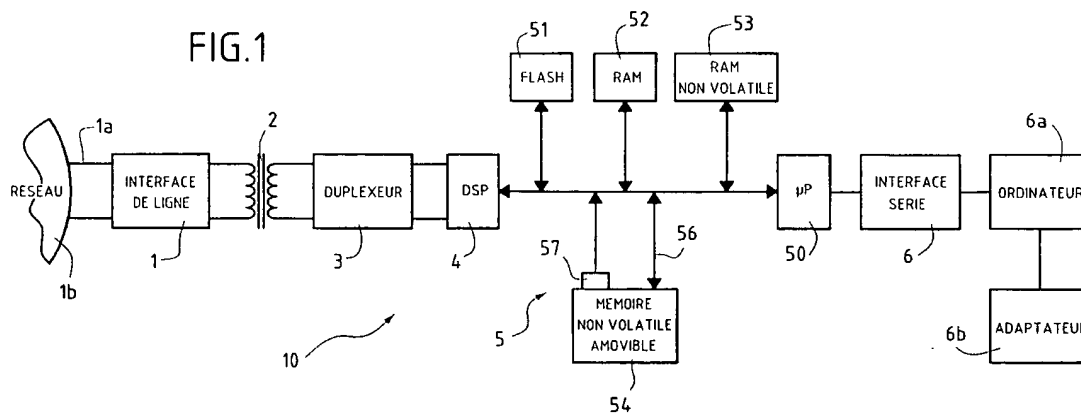 FIG.1
51
52
53
FLASH
RAM
RAM
NON VOLATILE
1a
2
6a
RESEAU
INTERFACE
DE LIGNE
DUPLEXEUR
DSP
µP
INTERFACE
SERIE
ORDINATEUR
1b
1
3
4
57
56
50
6
5
10
MEMOIRE
NON VOLATILE
AMOVIBLE
54
6b
ADAPTATEUR